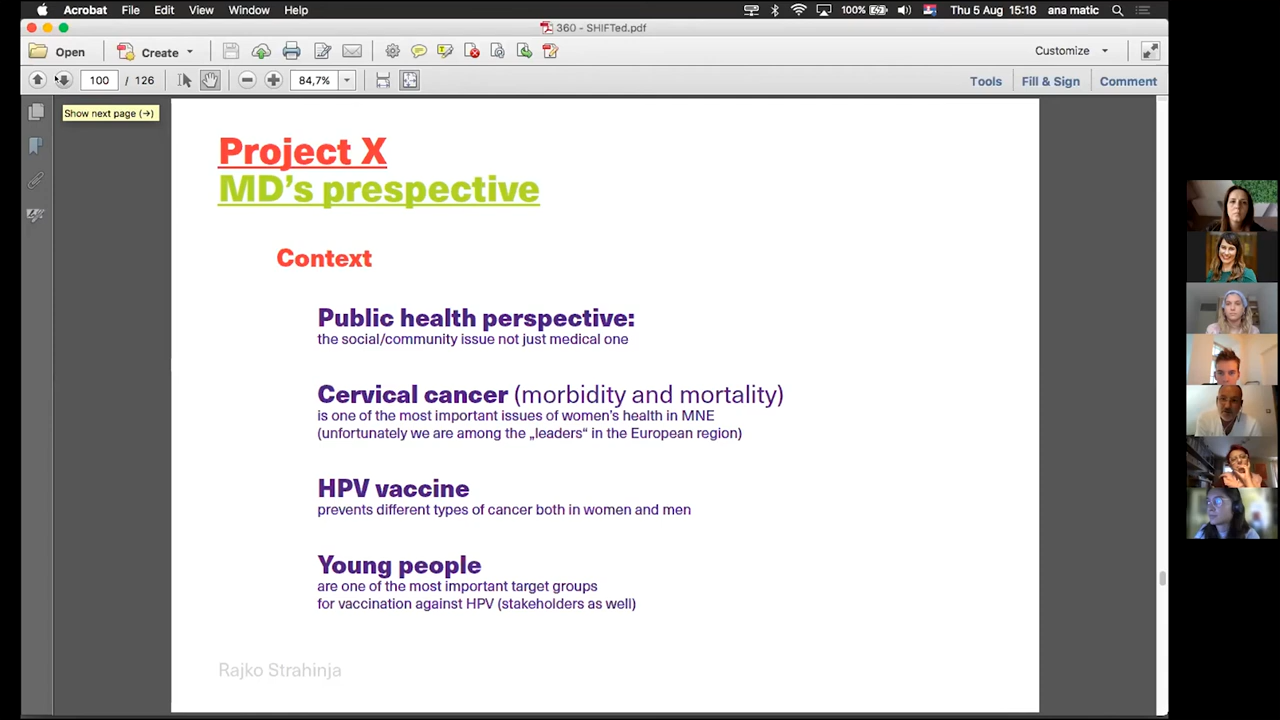 Acrobat File Edit View Window Help 100% Thu 5 Aug 15:18 ana matic
360 - SHIFTed.pdf
Open Create Customize
100 / 126 84,7% Tools Fill & Sign Comment
Show next page (→)
Project X
MD's prespective
Context
Public health perspective:
the social/community issue not just medical one
Cervical cancer (morbidity and mortality)
is one of the most important issues of women's health in MNE
(unfortunately we are among the „leaders“ in the European region)
HPV vaccine
prevents different types of cancer both in women and men
Young people
are one of the most important target groups
for vaccination against HPV (stakeholders as well)
Rajko Strahinja